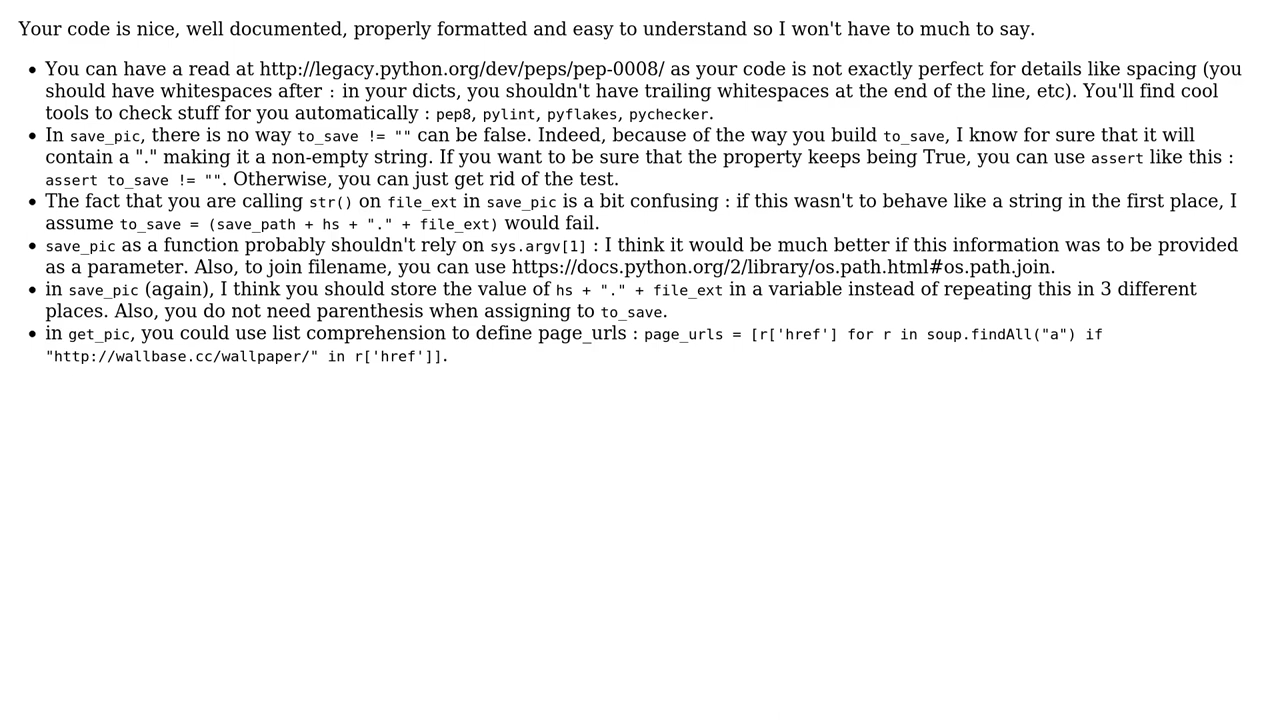 Your code is nice, well documented, properly formatted and easy to understand so I won't have to much to say.
• You can have a read at http://legacy.python.org/dev/peps/pep-0008/ as your code is not exactly perfect for details like spacing (you
should have whitespaces after : in your dicts, you shouldn't have trailing whitespaces at the end of the line, etc). You'll find cool
tools to check stuff for you automatically : pep8, pylint, pyflakes, pychecker.
• In save_pic, there is no way to_save != "" can be false. Indeed, because of the way you build to_save, I know for sure that it will
contain a "." making it a non-empty string. If you want to be sure that the property keeps being True, you can use assert like this :
assert to_save != "". Otherwise, you can just get rid of the test.
• The fact that you are calling str() on file_ext in save_pic is a bit confusing : if this wasn't to behave like a string in the first place, I
assume to_save = (save_path + hs + "." + file_ext) would fail.
• save_pic as a function probably shouldn't rely on sys.argv[1] : I think it would be much better if this information was to be provided
as a parameter. Also, to join filename, you can use https://docs.python.org/2/library/os.path.html#os.path.join.
• in save_pic (again), I think you should store the value of hs + "." + file_ext in a variable instead of repeating this in 3 different
places. Also, you do not need parenthesis when assigning to to_save.
• in get_pic, you could use list comprehension to define page_urls : page_urls = [r['href'] for r in soup.findAll("a") if
"http://wallbase.cc/wallpaper/" in r['href']].